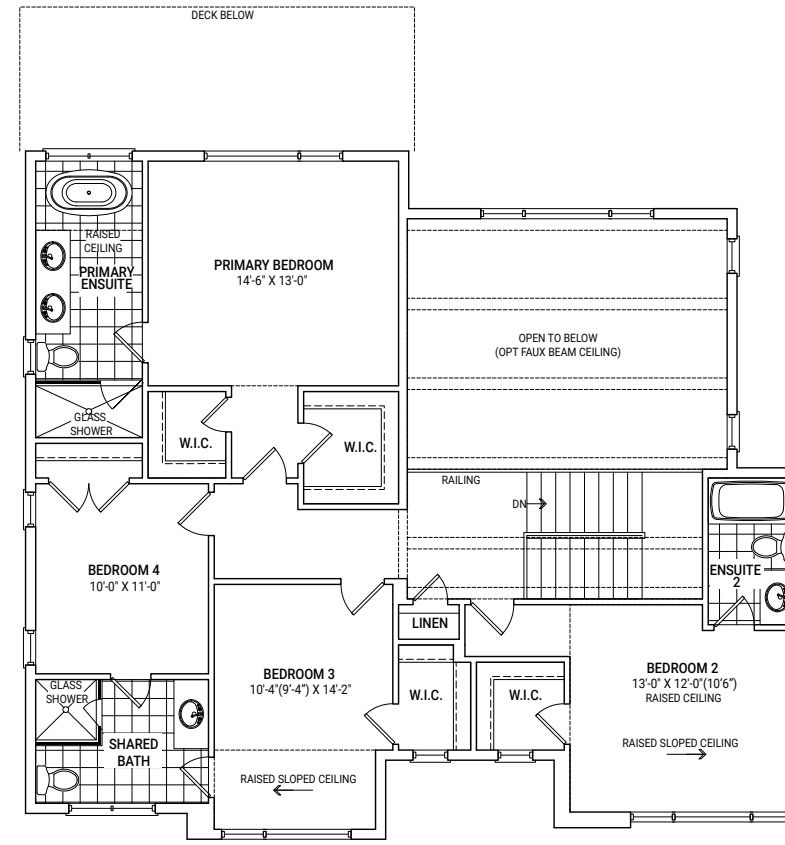 DECK BELOW
RAISED
CEILING
PRIMARY
ENSUITE
PRIMARY BEDROOM
14'-6" X 13'-0"
OPEN TO BELOW
(OPT FAUX BEAM CEILING)
GLASS
SHOWER
W.I.C.
W.I.C.
RAILING
DN
BEDROOM 4
10'-0" X 11'-0"
ENSUITE
2
LINEN
BEDROOM 3
10'-4"(9'-4") X 14'-2"
BEDROOM 2
13'-0" X 12'-0"(10'6")
RAISED CEILING
GLASS
SHOWER
W.I.C.
W.I.C.
SHARED
BATH
RAISED SLOPED CEILING
RAISED SLOPED CEILING